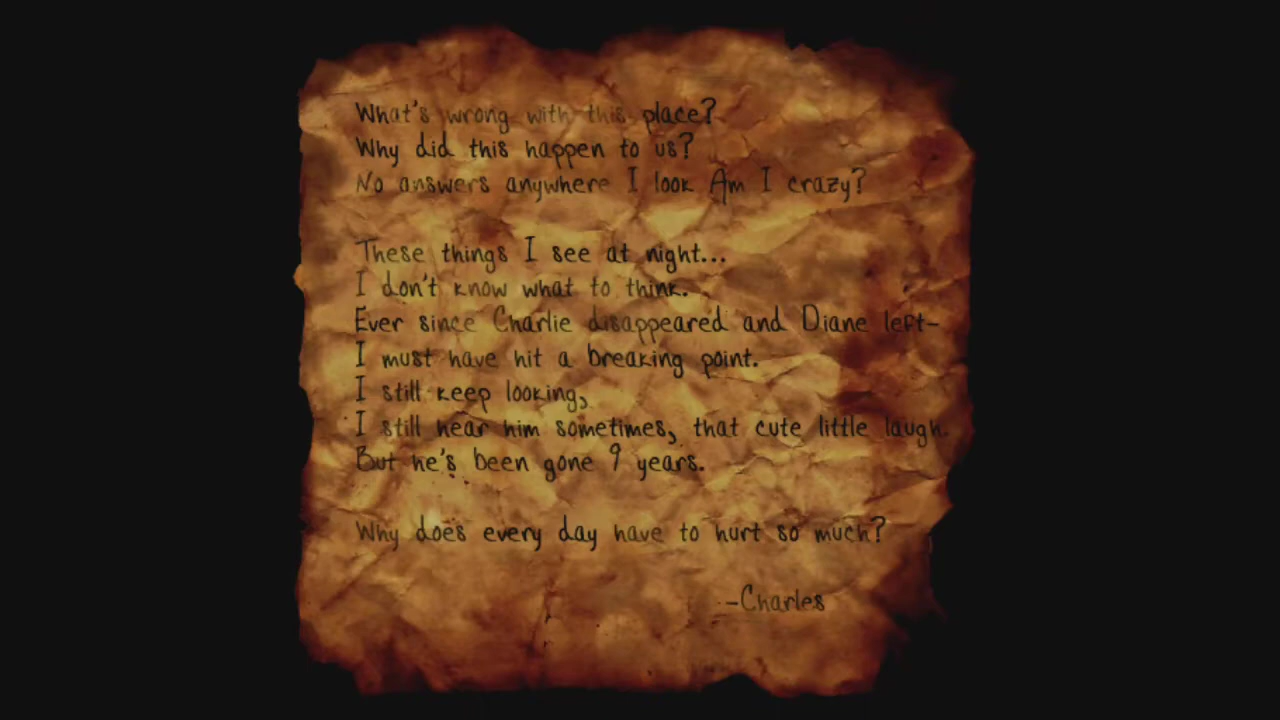 What's wrong with this place?
Why did this happen to us?
No answers anywhere I look Am I crazy?
These things I see at night...
I don't know what to think.
Ever since Charlie disappeared and Diane left-
I must have hit a breaking point.
I still keep looking,
I still hear him sometimes, that cute little laugh.
But he's been gone 9 years.
Why does every day have to hurt so much?
-Charles